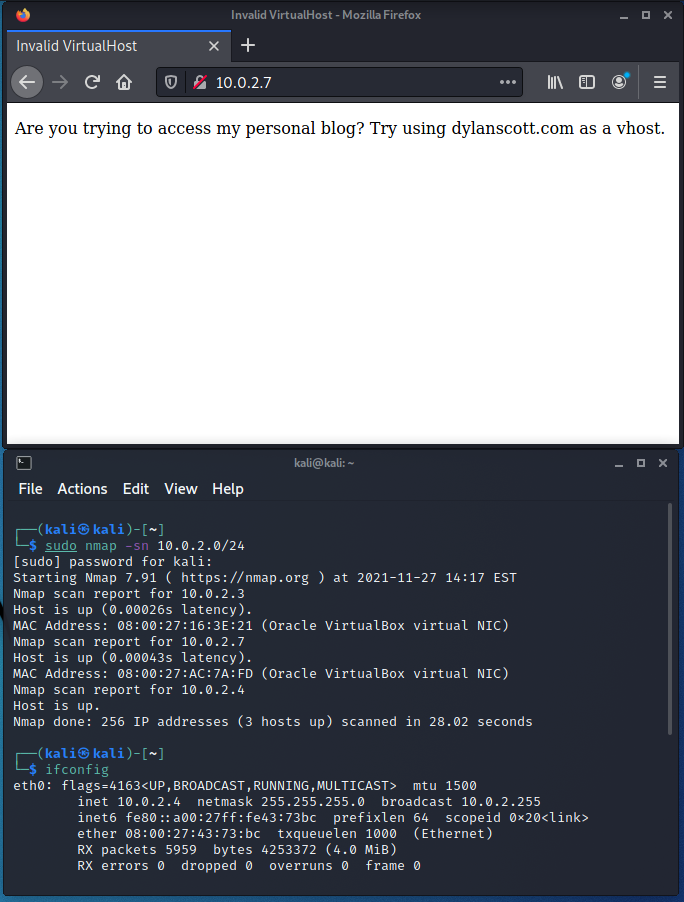 Invalid VirtualHost - Mozilla Firefox
Invalid VirtualHost
10.0.2.7
Are you trying to access my personal blog? Try using dylanscott.com as a vhost.
kali@kali: ~
File Actions Edit View Help
┌──(kali㉿kali)-[~]
└─$ sudo nmap -sn 10.0.2.0/24
[sudo] password for kali:
Starting Nmap 7.91 ( https://nmap.org ) at 2021-11-27 14:17 EST
Nmap scan report for 10.0.2.3
Host is up (0.00026s latency).
MAC Address: 08:00:27:16:3E:21 (Oracle VirtualBox virtual NIC)
Nmap scan report for 10.0.2.7
Host is up (0.00043s latency).
MAC Address: 08:00:27:AC:7A:FD (Oracle VirtualBox virtual NIC)
Nmap scan report for 10.0.2.4
Host is up.
Nmap done: 256 IP addresses (3 hosts up) scanned in 28.02 seconds
┌──(kali㉿kali)-[~]
└─$ ifconfig
eth0: flags=4163<UP,BROADCAST,RUNNING,MULTICAST>  mtu 1500
inet 10.0.2.4  netmask 255.255.255.0  broadcast 10.0.2.255
inet6 fe80::a00:27ff:fe43:73bc  prefixlen 64  scopeid 0×20<link>
ether 08:00:27:43:73:bc  txqueuelen 1000  (Ethernet)
RX packets 5959  bytes 4253372 (4.0 MiB)
RX errors 0  dropped 0  overruns 0  frame 0